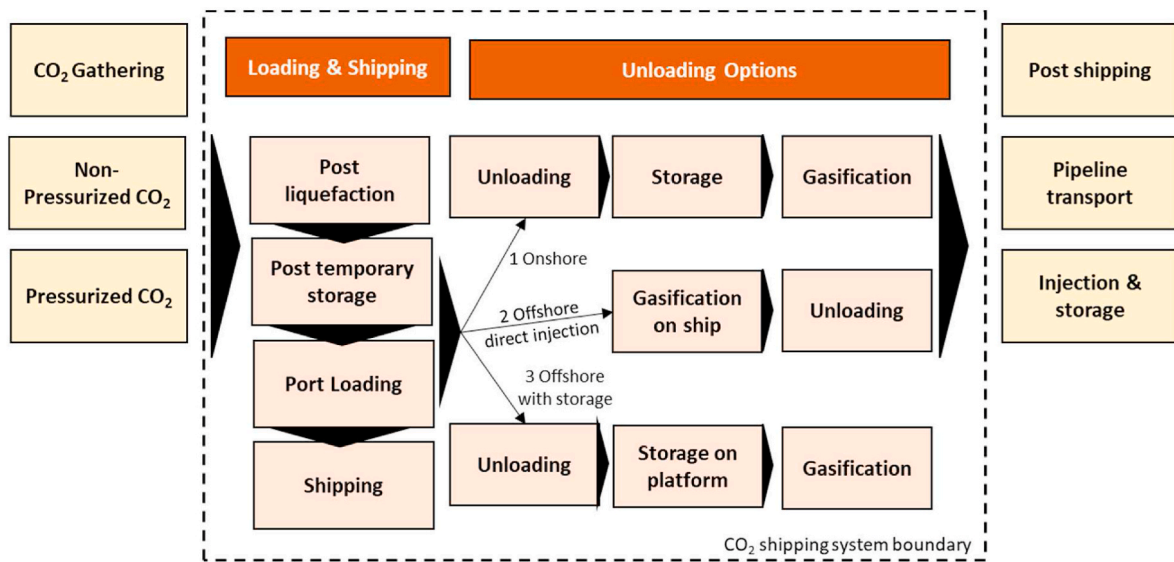 CO₂ Gathering
Non-
Pressurized CO₂
Pressurized CO₂
Loading & Shipping
Post
liquefaction
Post temporary
storage
Port Loading
Shipping
Unloading Options
Unloading
Storage
Gasification
1 Onshore
2 Offshore
direct injection
Gasification
on ship
Unloading
3 Offshore
with storage
Unloading
Storage on
platform
Gasification
CO₂ shipping system boundary
Post shipping
Pipeline
transport
Injection &
storage